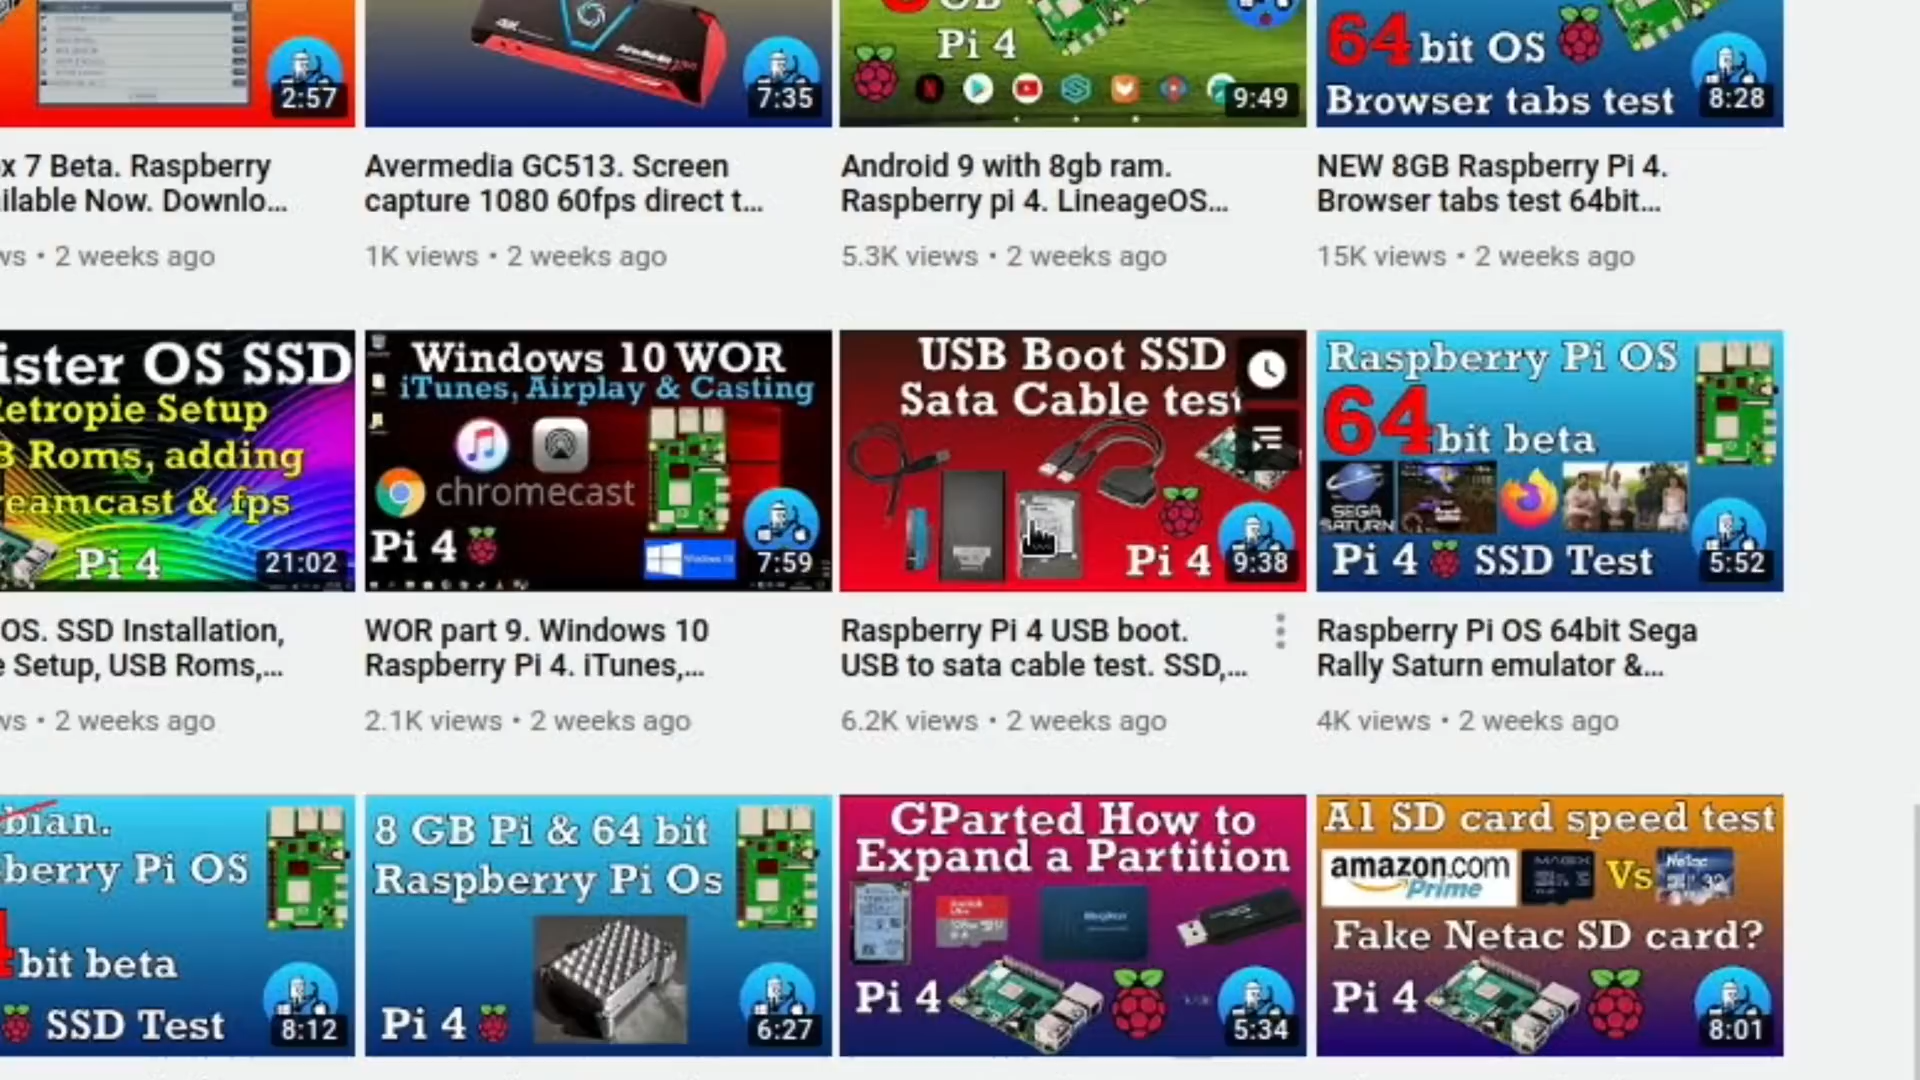 2:57
4K
7:35
GB
Pi 4
9:49
64 bit OS
Browser tabs test
8:28
x 7 Beta. Raspberry
ilable Now. Downlo...
ws • 2 weeks ago
Avermedia GC513. Screen
capture 1080 60fps direct t...
1K views • 2 weeks ago
Android 9 with 8gb ram.
Raspberry pi 4. LineageOS...
5.3K views • 2 weeks ago
NEW 8GB Raspberry Pi 4.
Browser tabs test 64bit...
15K views • 2 weeks ago
ister OS SSD
Retropie Setup
B Roms, adding
reamcast & fps
Pi 4
21:02
Windows 10 WOR
iTunes, Airplay & Casting
chromecast
Pi 4
Windows 10
7:59
USB Boot SSD
Sata Cable test
Pi 4
9:38
Raspberry Pi OS
64 bit beta
SEGA
SATURN
Pi 4 SSD Test
5:52
OS. SSD Installation,
e Setup, USB Roms,...
ws • 2 weeks ago
WOR part 9. Windows 10
Raspberry Pi 4. iTunes,...
2.1K views • 2 weeks ago
Raspberry Pi 4 USB boot.
USB to sata cable test. SSD,...
6.2K views • 2 weeks ago
Raspberry Pi OS 64bit Sega
Rally Saturn emulator &...
4K views • 2 weeks ago
bian.
berry Pi OS
4 bit beta
SSD Test
8:12
8 GB Pi & 64 bit
Raspberry Pi Os
Pi 4
6:27
GParted How to
Expand a Partition
Pi 4
5:34
A1 SD card speed test
amazon.com
Prime
Vs
Netac
32
Fake Netac SD card?
Pi 4
8:01